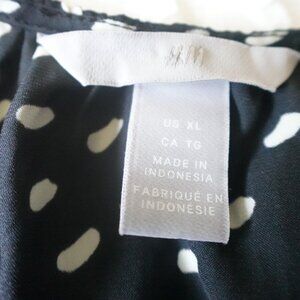 H&M
US XL
CA TG
MADE IN
INDONESIA
FABRIQUÉ EN
INDONÉSIE